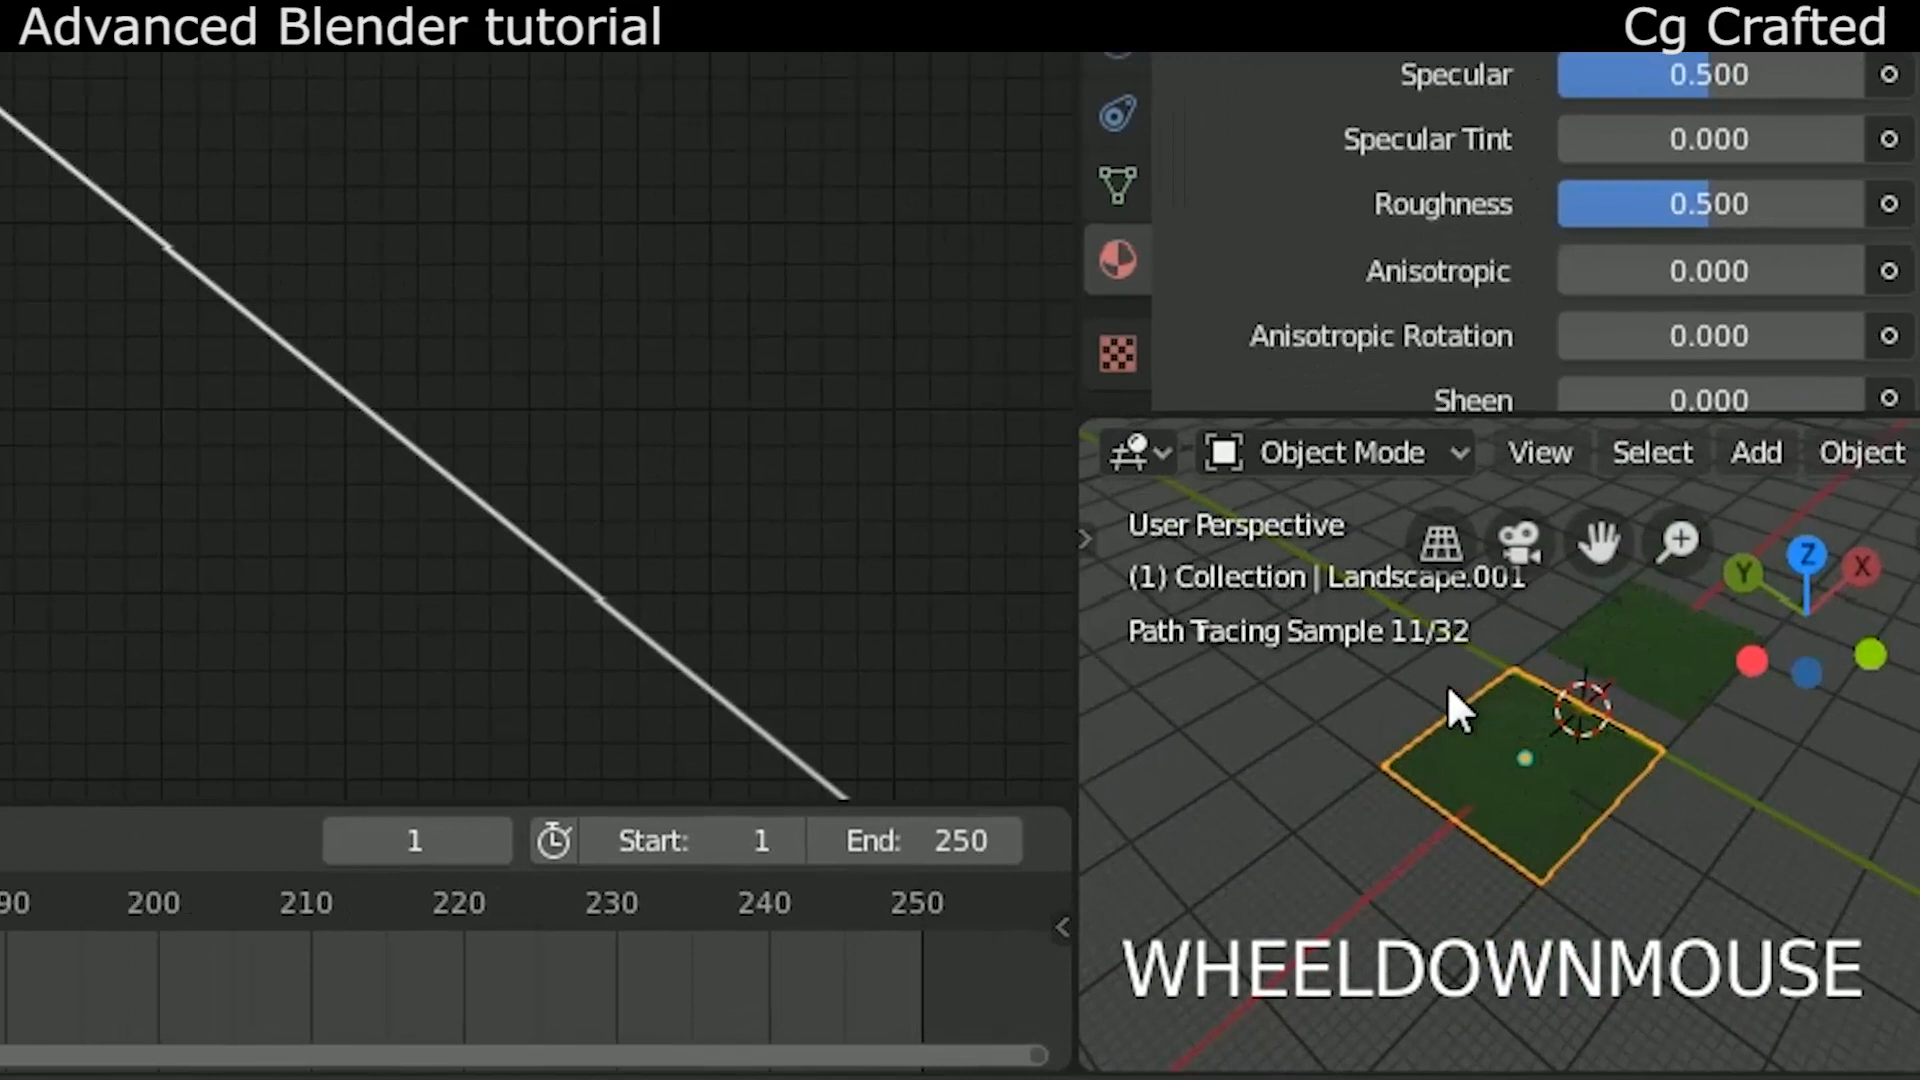 Advanced Blender tutorial
Cg Crafted
Specular 0.500
Specular Tint 0.000
Roughness 0.500
Anisotropic 0.000
Anisotropic Rotation 0.000
Sheen 0.000
Object Mode View Select Add Object
User Perspective
(1) Collection | Landscape.001
Path Tracing Sample 11/32
Z
Y
X
1 Start: 1 End: 250
90 200 210 220 230 240 250
WHEELDOWNMOUSE